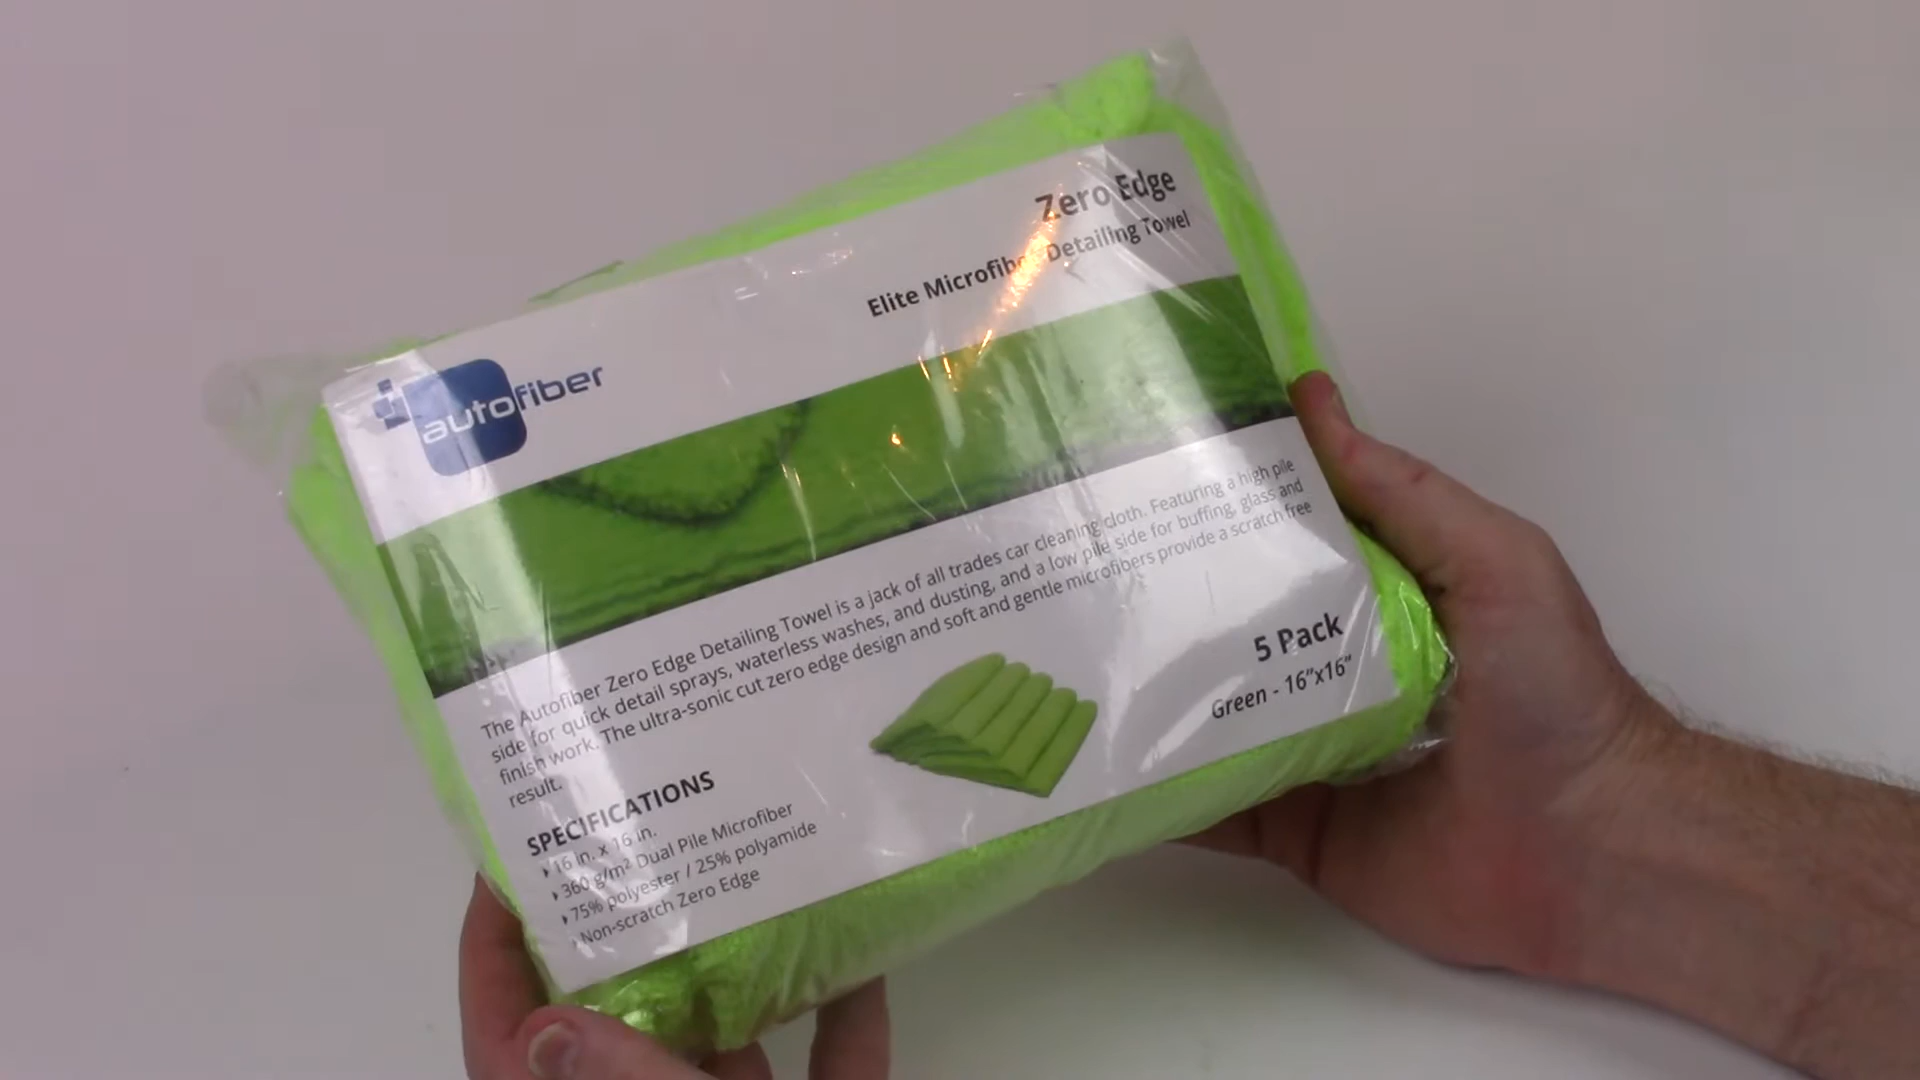 Zero Edge
Elite Microfiber Detailing Towel
autofiber
The Autofiber Zero Edge Detailing Towel is a jack of all trades car cleaning cloth. Featuring a high pile
side for quick detail sprays, waterless washes, and dusting, and a low pile side for buffing, glass and
finish work. The ultra-sonic cut zero edge design and soft and gentle microfibers provide a scratch free
result.
5 Pack
Green - 16”x16”
SPECIFICATIONS
16 in. x 16 in.
360 g/m² Dual Pile Microfiber
75% polyester / 25% polyamide
Non-scratch Zero Edge